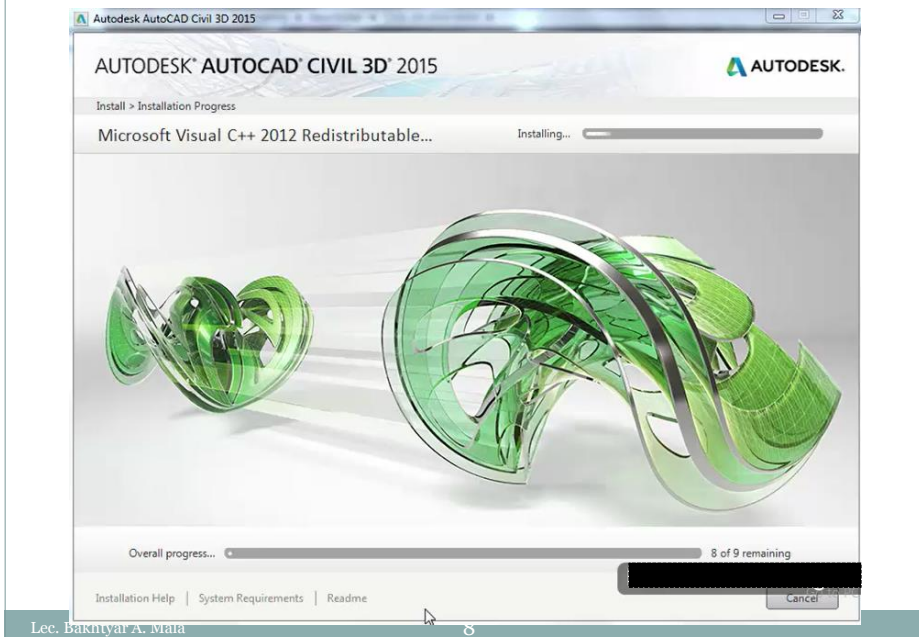 Autodesk AutoCAD Civil 3D 2015
AUTODESK® AUTOCAD® CIVIL 3D® 2015
AUTODESK.
Install > Installation Progress
Microsoft Visual C++ 2012 Redistributable...
Installing...
Overall progress...
8 of 9 remaining
Installation Help | System Requirements | Readme
Cancel
Lec. Bakhtyar A. Mala
8